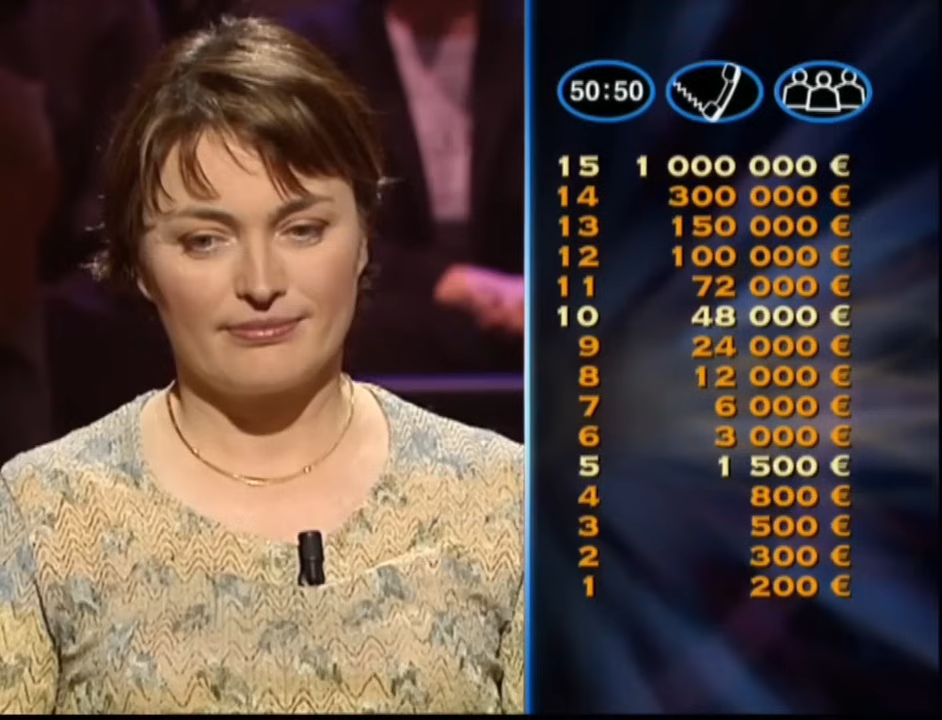 50:50
15 1 000 000 €
14 300 000 €
13 150 000 €
12 100 000 €
11 72 000 €
10 48 000 €
9 24 000 €
8 12 000 €
7 6 000 €
6 3 000 €
5 1 500 €
4 800 €
3 500 €
2 300 €
1 200 €